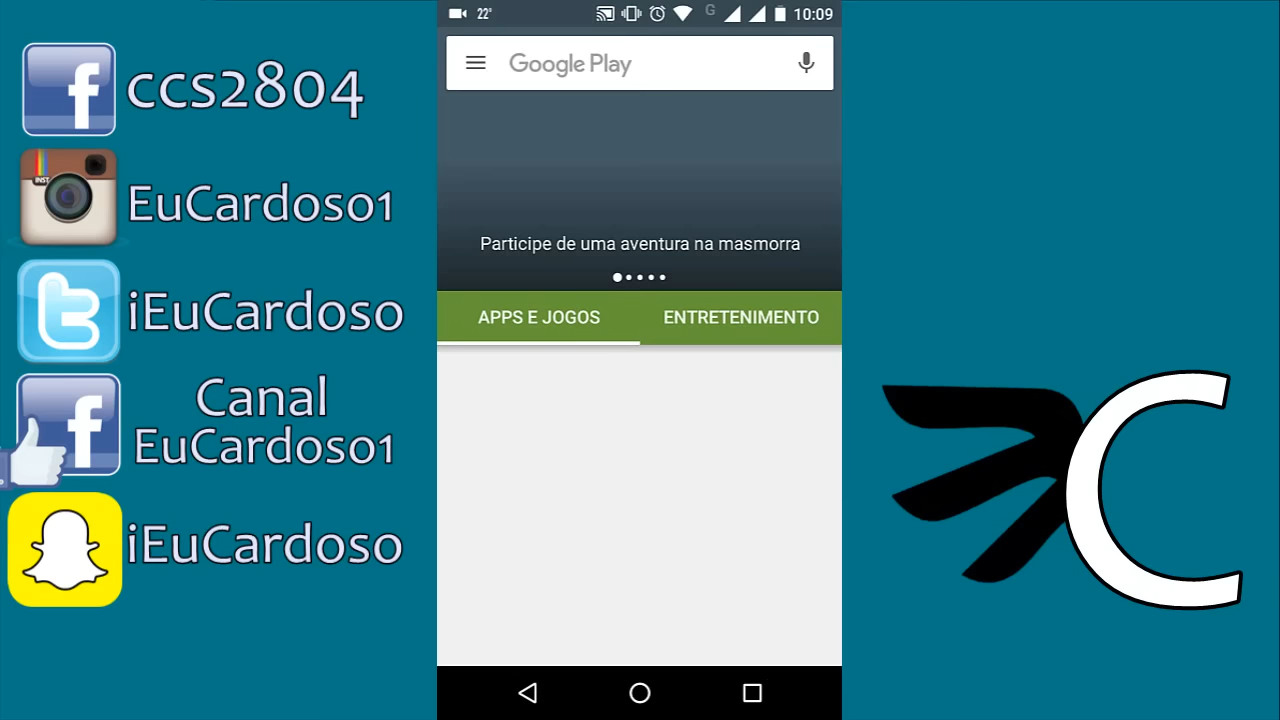 ccs2804
INST
EuCardoso1
iEuCardoso
Canal
EuCardoso1
iEuCardoso
22°
G
10:09
Google Play
Participe de uma aventura na masmorra
APPS E JOGOS
ENTRETENIMENTO
C